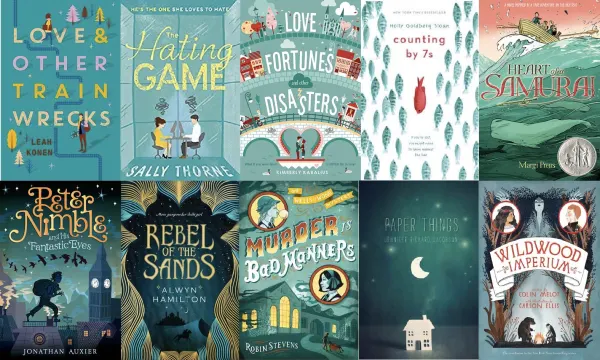 LOVE &
OTHER
TRAIN
WRECKS
LEAH
KONEN
HE'S THE ONE SHE LOVES TO HATE
The
Hating
GAME
SALLY THORNE
LOVE
FORTUNES
and other
DISASTERS
KIMBERLY KARALIUS
Holly Goldberg Sloan
counting
by 7s
HEART of a
SAMURAI
Margi Preus
Peter
Nimble
and His
Fantastic Eyes
JONATHAN AUXIER
REBEL
OF THE
SANDS
ALWYN
HAMILTON
MURDER IS
BAD MANNERS
ROBIN STEVENS
PAPER THINGS
JENNIFER RICHARD JACOBSON
WILDWOOD
IMPERIUM
COLIN MELOY
CARSON ELLIS